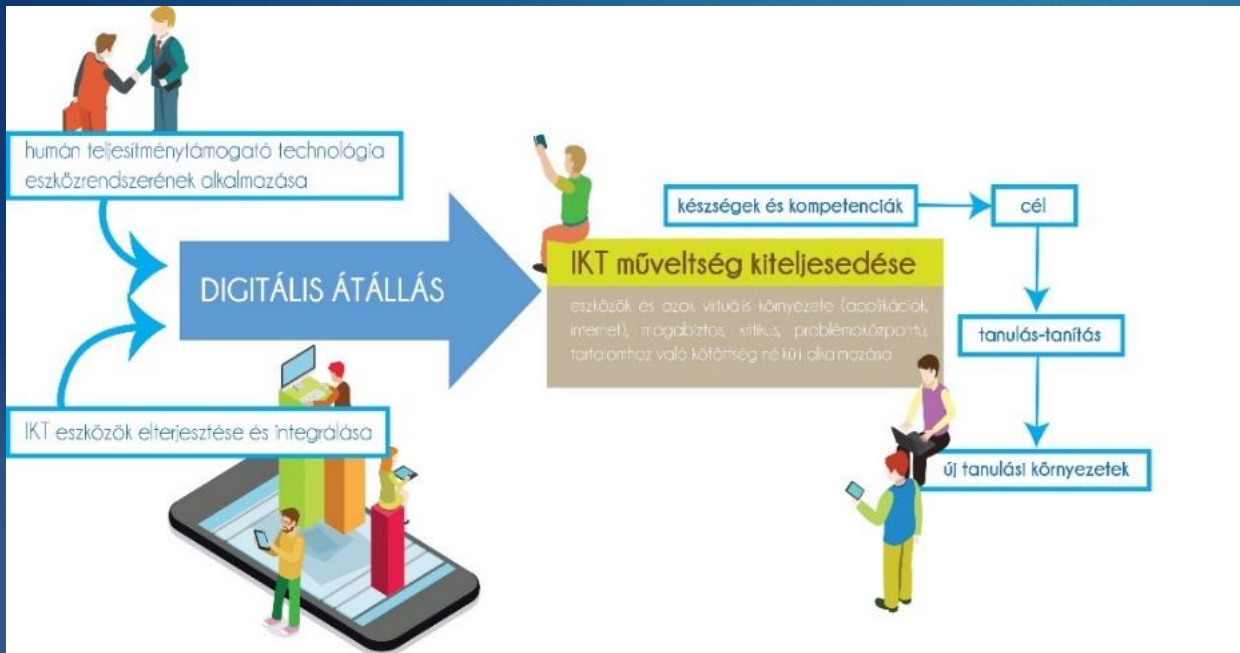 humán teljesítménytámogató technológia
eszközrendszerének alkalmazása
DIGITÁLIS ÁTÁLLÁS
IKT eszközök elterjesztése és integrálása
készségek és kompetenciák
cél
IKT műveltség kiteljesedése
eszközök és azok virtuális környezete (applikációk,
internet), magabiztos, kritikus, problémaközpontú,
tartalomhoz való kötöttség nélküli alkalmazása
tanulás-tanítás
új tanulási környezetek